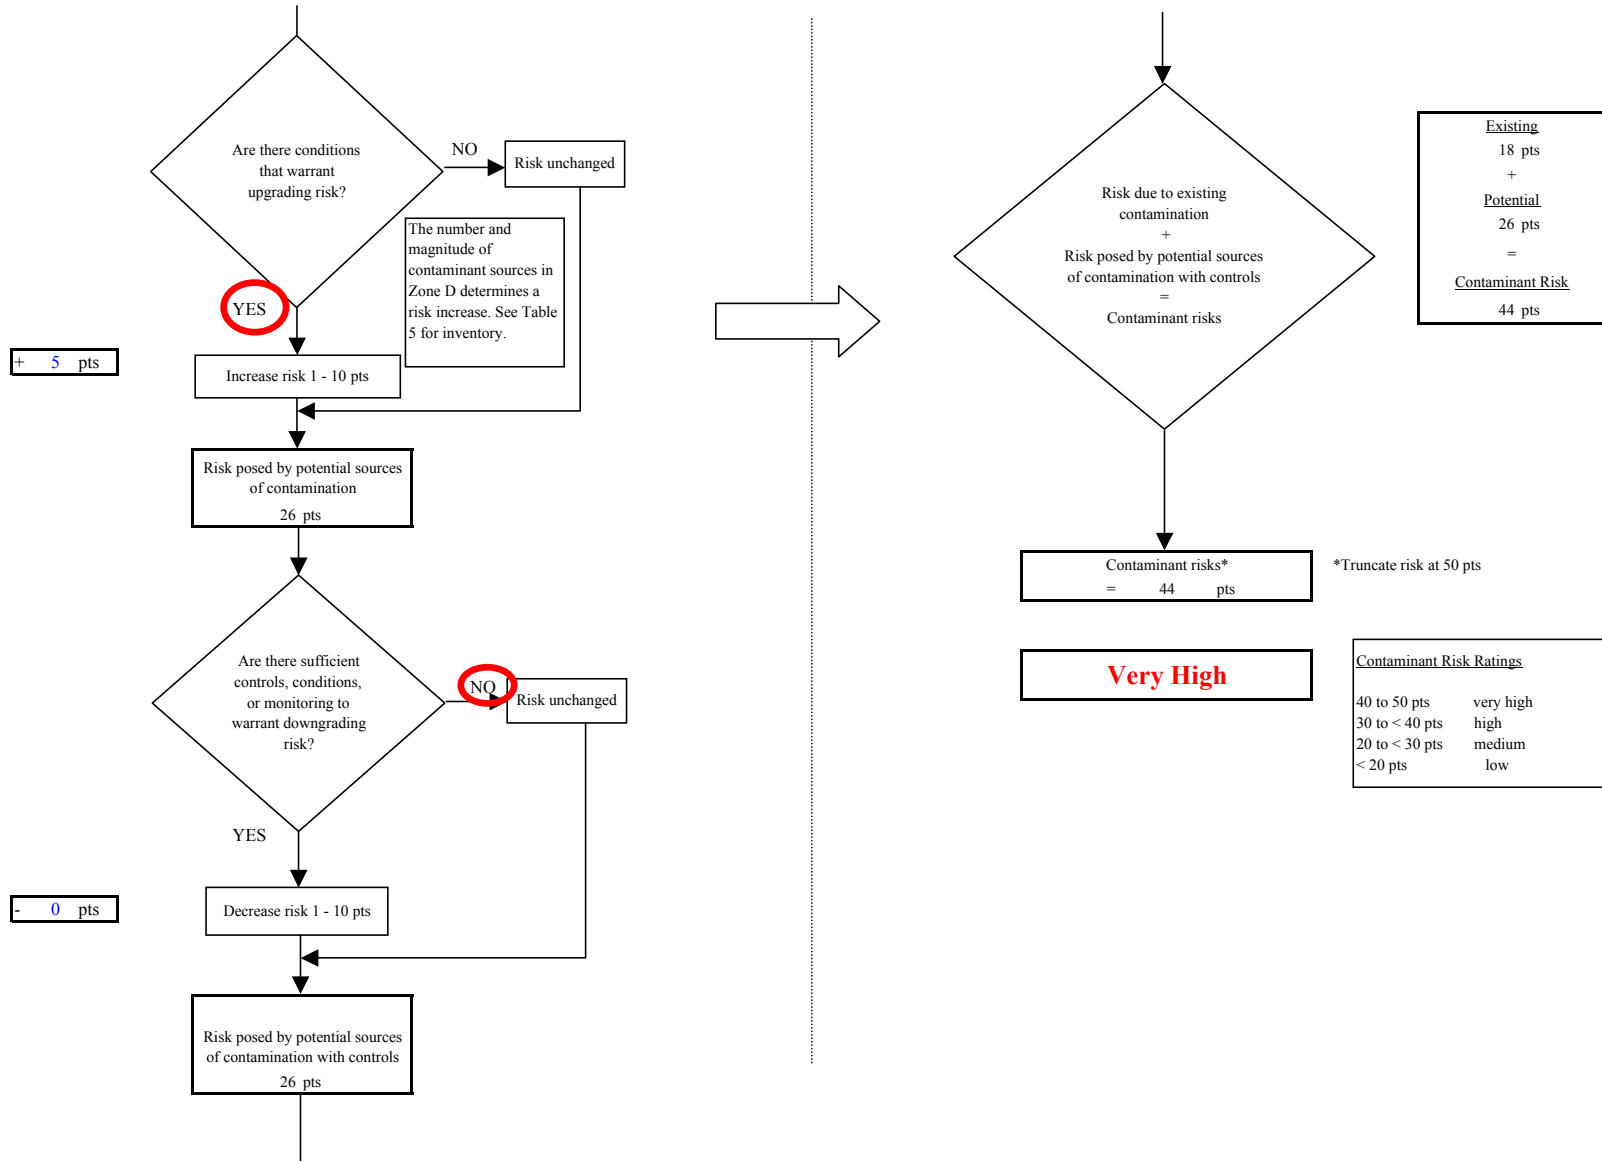 Are there conditions
that warrant
upgrading risk?
NO
Risk unchanged
The number and
magnitude of
contaminant sources in
Zone D determines a
risk increase. See Table
5 for inventory.
YES
+ 5 pts
Increase risk 1 - 10 pts
Risk posed by potential sources
of contamination
26 pts
Are there sufficient
controls, conditions,
or monitoring to
warrant downgrading
risk?
NO
Risk unchanged
YES
- 0 pts
Decrease risk 1 - 10 pts
Risk posed by potential sources
of contamination with controls
26 pts
Risk due to existing
contamination
+
Risk posed by potential sources
of contamination with controls
=
Contaminant risks
Existing
18 pts
+
Potential
26 pts
=
Contaminant Risk
44 pts
Contaminant risks*
= 44 pts
*Truncate risk at 50 pts
Very High
Contaminant Risk Ratings
40 to 50 pts very high
30 to < 40 pts high
20 to < 30 pts medium
< 20 pts low